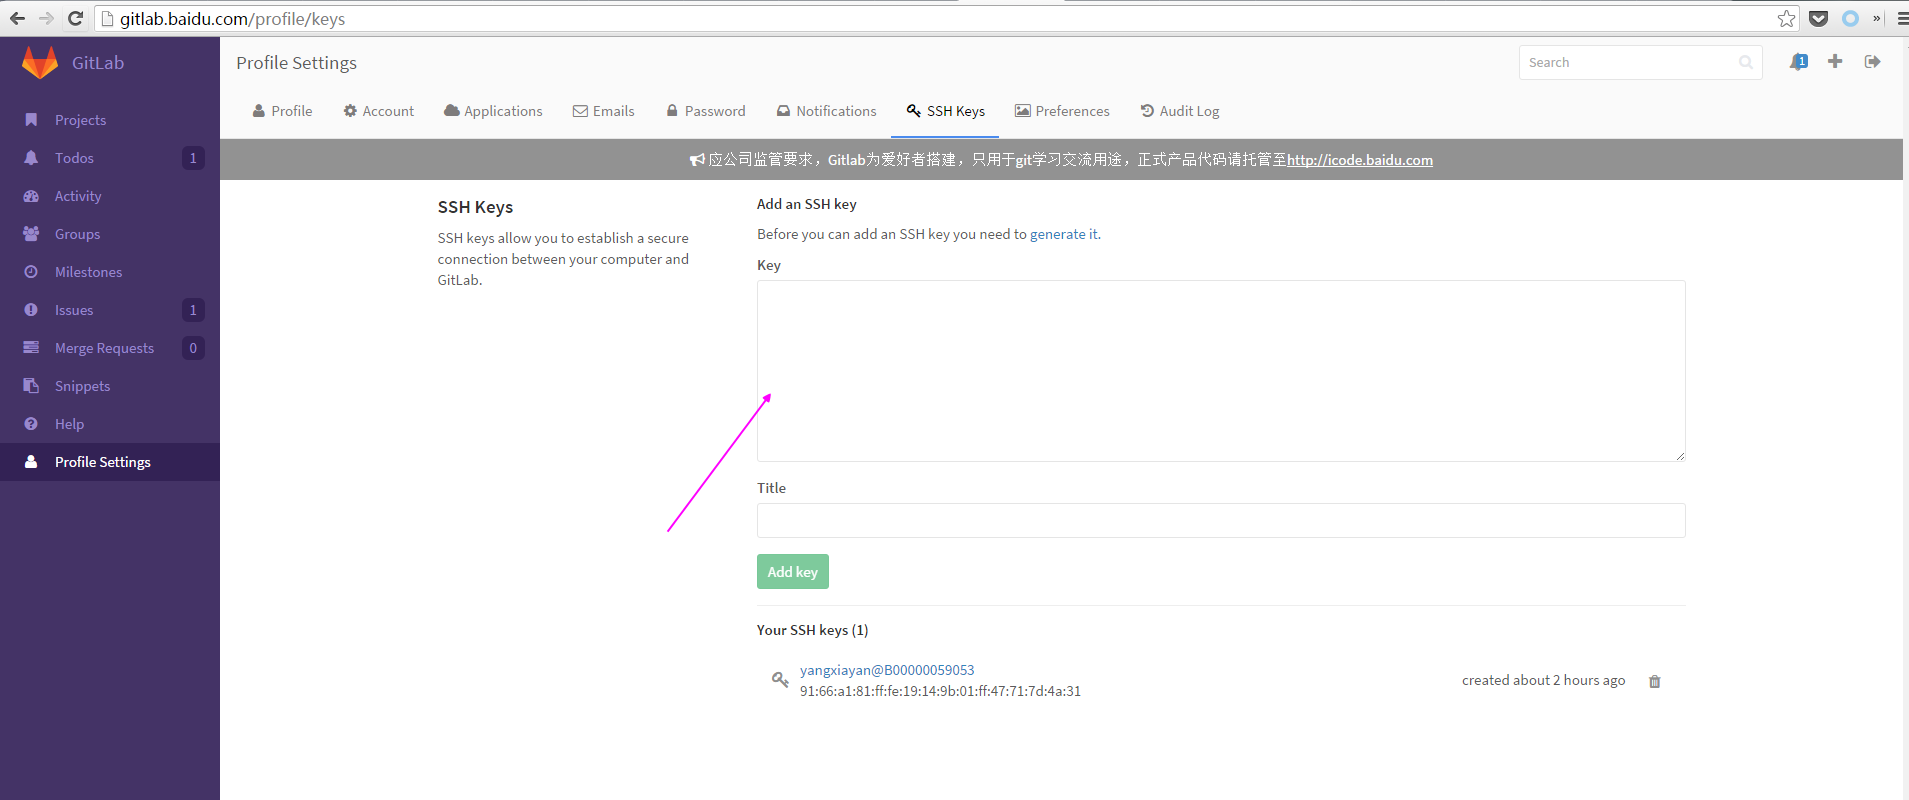 gitlab.baidu.com/profile/keys
»
GitLab
Profile Settings
Search
1
Profile
Account
Applications
Emails
Password
Notifications
SSH Keys
Preferences
Audit Log
Projects
Todos 1
Activity
Groups
Milestones
Issues 1
Merge Requests 0
Snippets
Help
Profile Settings
应公司监管要求，Gitlab为爱好者搭建，只用于git学习交流用途，正式产品代码请托管至http://icode.baidu.com
SSH Keys
SSH keys allow you to establish a secure
connection between your computer and
GitLab.
Add an SSH key
Before you can add an SSH key you need to generate it.
Key
Title
Add key
Your SSH keys (1)
yangxiayan@B00000059053
91:66:a1:81:ff:fe:19:14:9b:01:ff:47:71:7d:4a:31
created about 2 hours ago